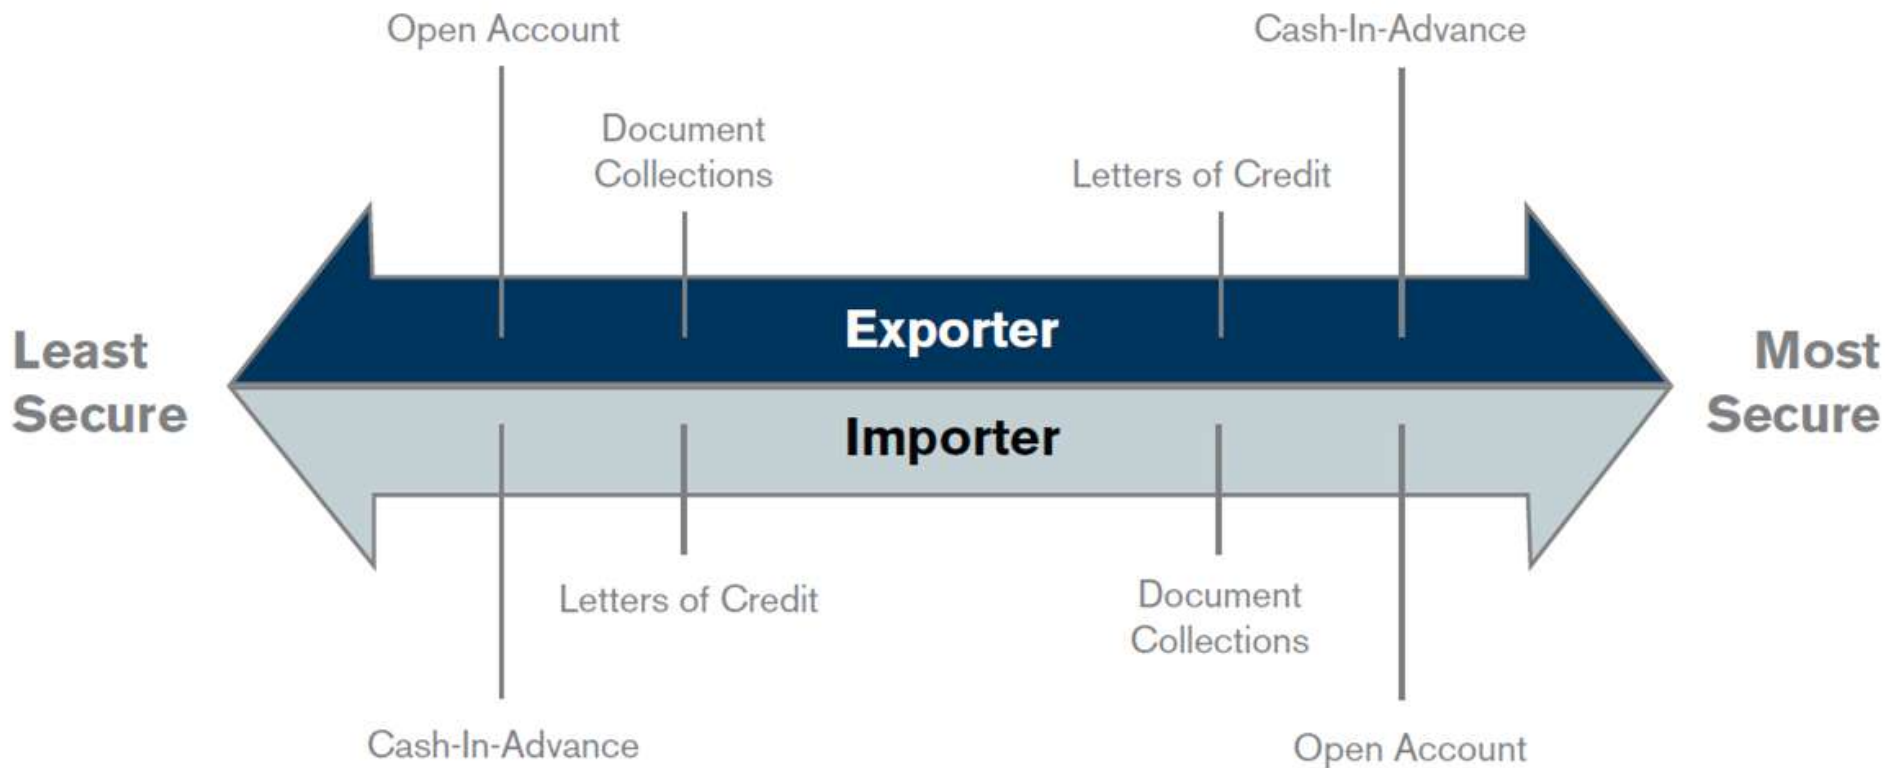 Open Account
Cash-In-Advance
Document
Collections
Letters of Credit
Exporter
Least
Secure
Most
Secure
Importer
Letters of Credit
Document
Collections
Cash-In-Advance
Open Account